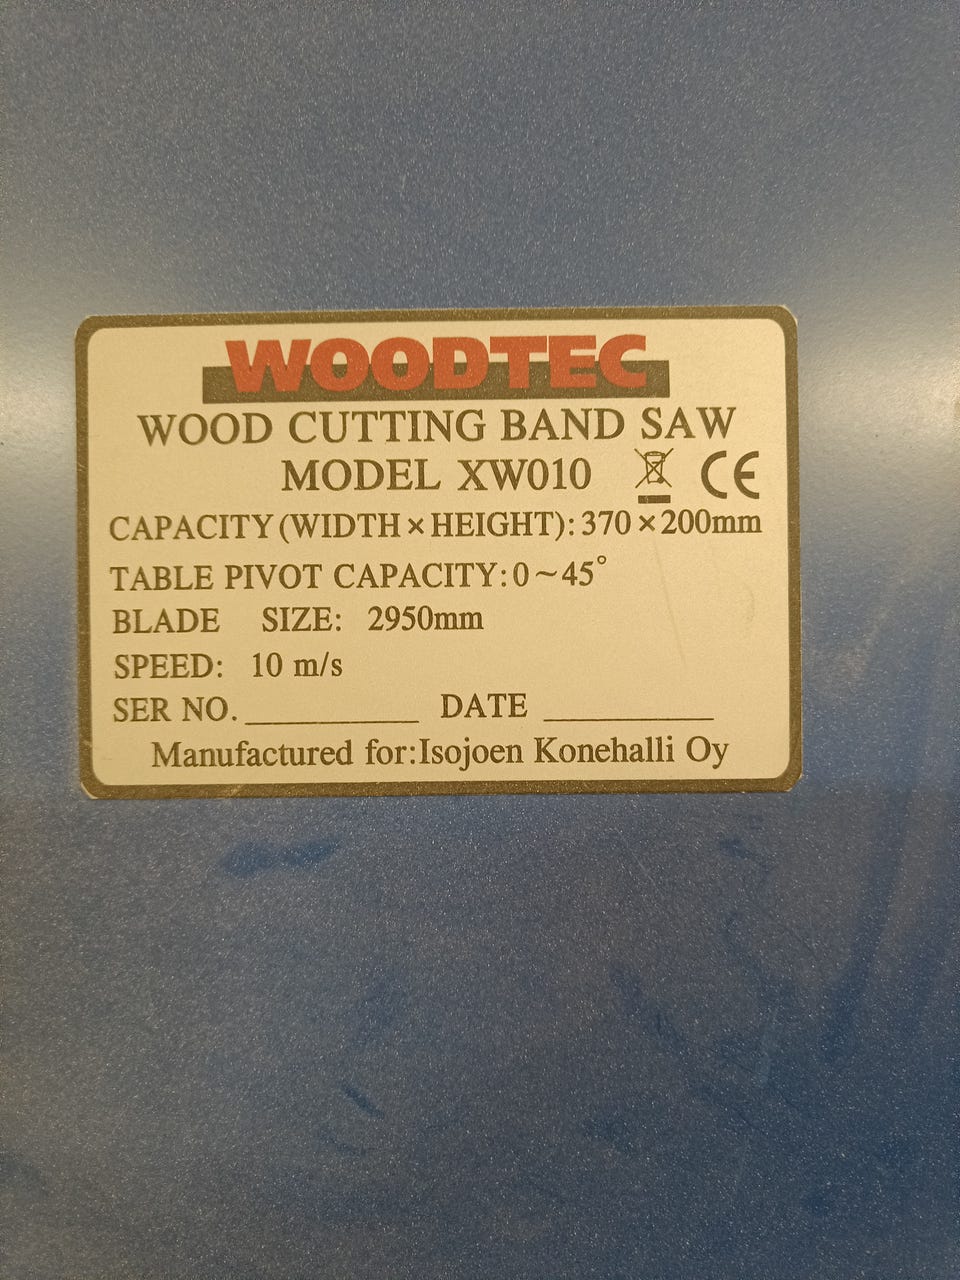 WOODTEC
WOOD CUTTING BAND SAW
MODEL XW010 CE
CAPACITY (WIDTH × HEIGHT): 370 × 200mm
TABLE PIVOT CAPACITY: 0 ~ 45°
BLADE SIZE: 2950mm
SPEED: 10 m/s
SER NO. __________ DATE __________
Manufactured for: Isojoen Konehalli Oy